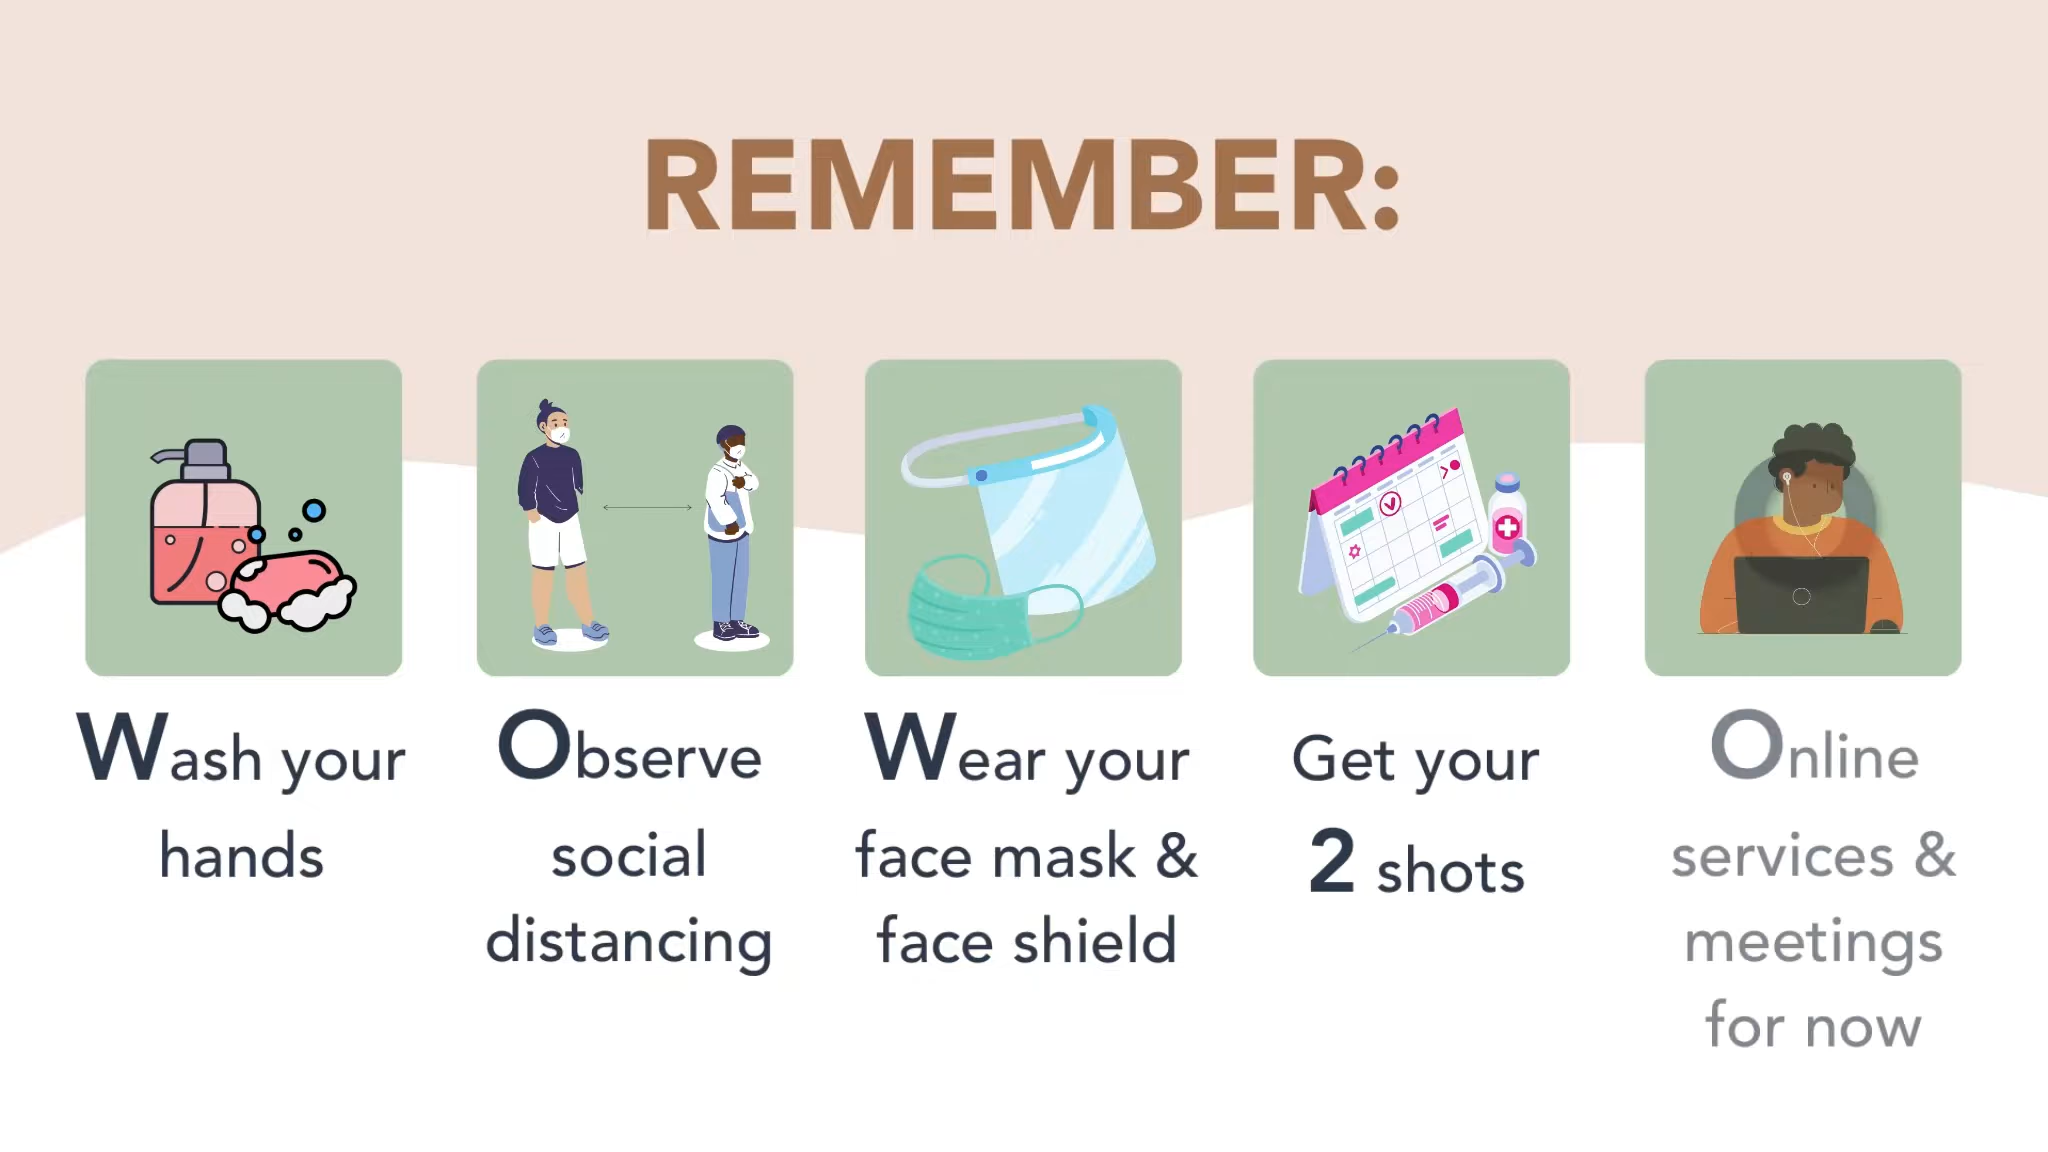 REMEMBER:
Wash your
hands
Observe
social
distancing
Wear your
face mask &
face shield
Get your
2 shots
Online
services &
meetings
for now